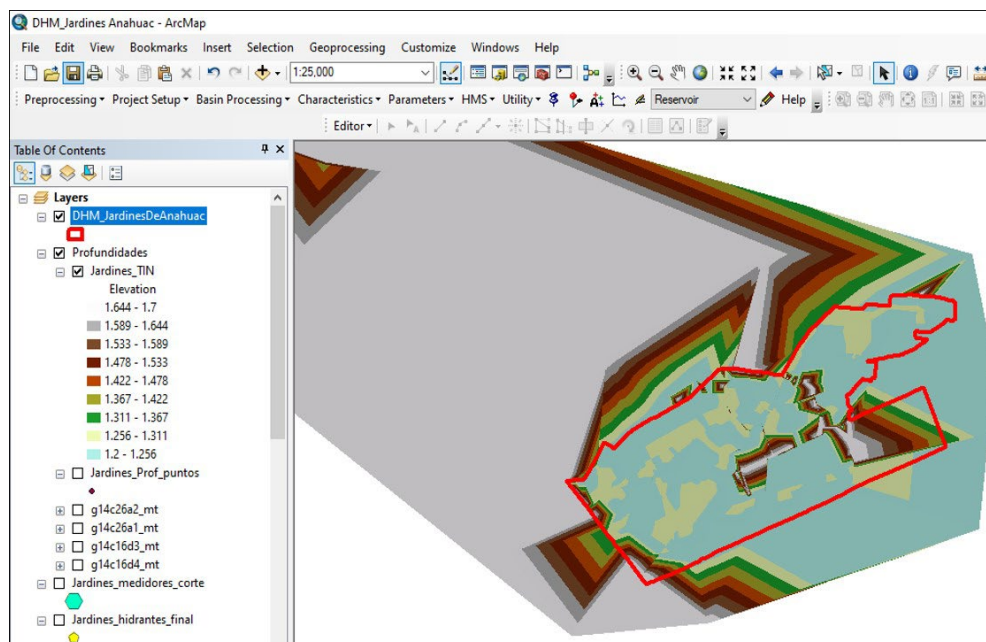 DHM_Jardines Anahuac - ArcMap
File Edit View Bookmarks Insert Selection Geoprocessing Customize Windows Help
1:25,000
Preprocessing Project Setup Basin Processing Characteristics Parameters HMS Utility Reservoir Help
Editor
Table Of Contents
Layers
DHM_JardinesDeAnahuac
Profundidades
Jardines_TIN
Elevation
1.644 - 1.7
1.589 - 1.644
1.533 - 1.589
1.478 - 1.533
1.422 - 1.478
1.367 - 1.422
1.311 - 1.367
1.256 - 1.311
1.2 - 1.256
Jardines_Prof_puntos
g14c26a2_mt
g14c26a1_mt
g14c16d3_mt
g14c16d4_mt
Jardines_medidores_corte
Jardines_hidrantes_final